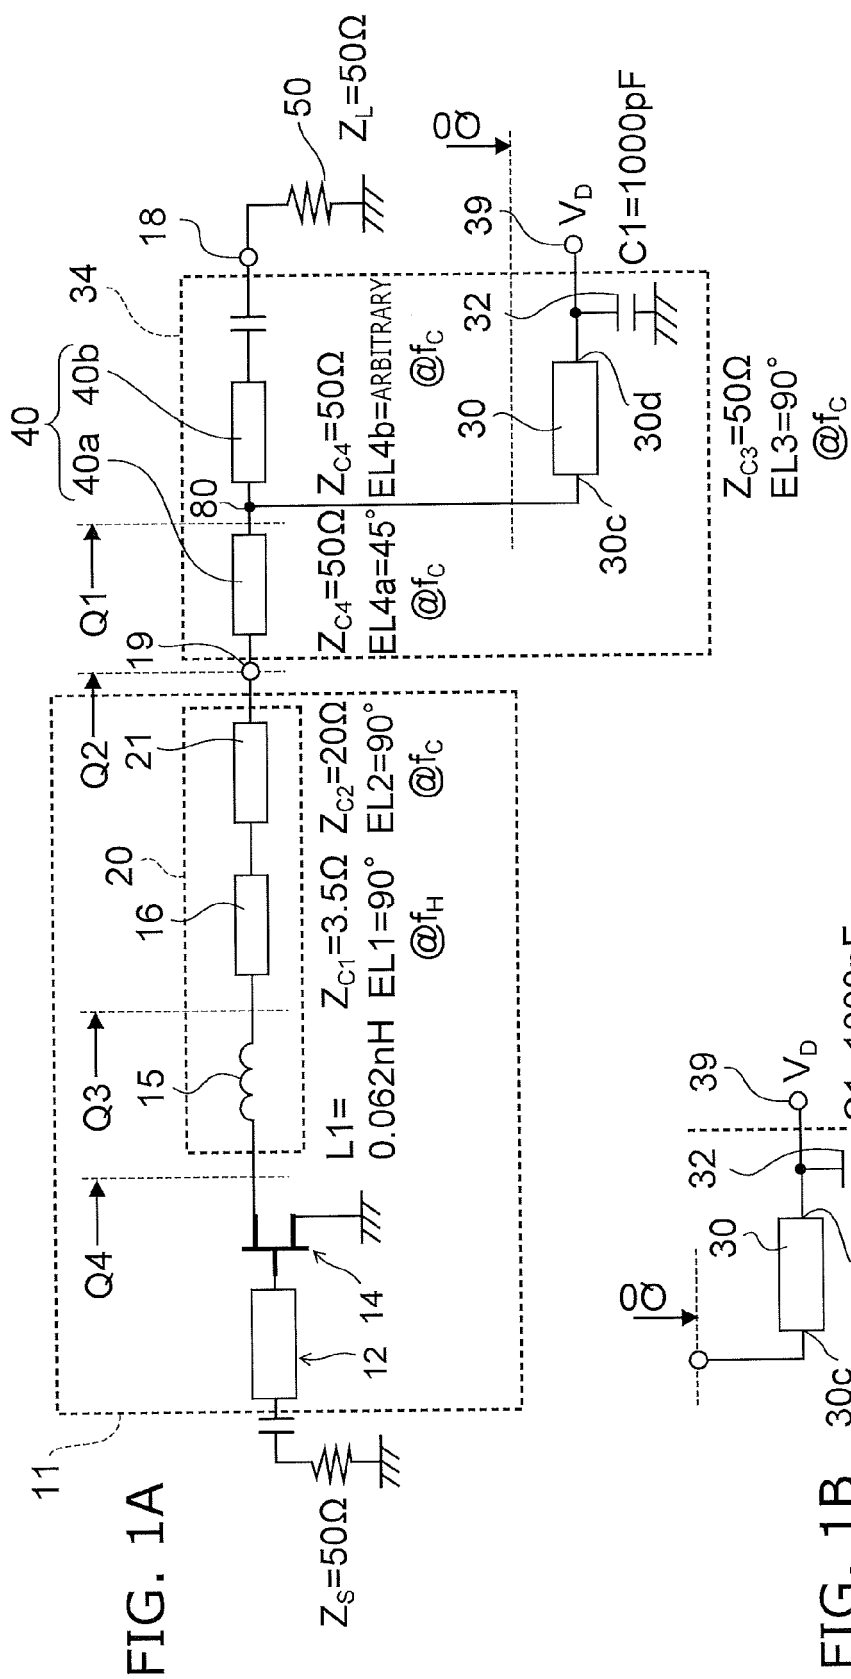 FIG. 1A
11
Q4
Q3
Q2
Q1
40
40a
40b
34
18
50
Z_L=50Ω
12
14
15
16
20
21
19
80
Z_S=50Ω
L1=
0.062nH
Z_C1=3.5Ω
EL1=90°
@f_H
Z_C2=20Ω
EL2=90°
@f_C
Z_C4=50Ω
EL4a=45°
@f_C
Z_C4=50Ω
EL4b=ARBITRARY
@f_C
30
32
39
V_D
C1=1000pF
30c
30d
Z_C3=50Ω
EL3=90°
@f_C
FIG. 1B
30
32
39
V_D
30c